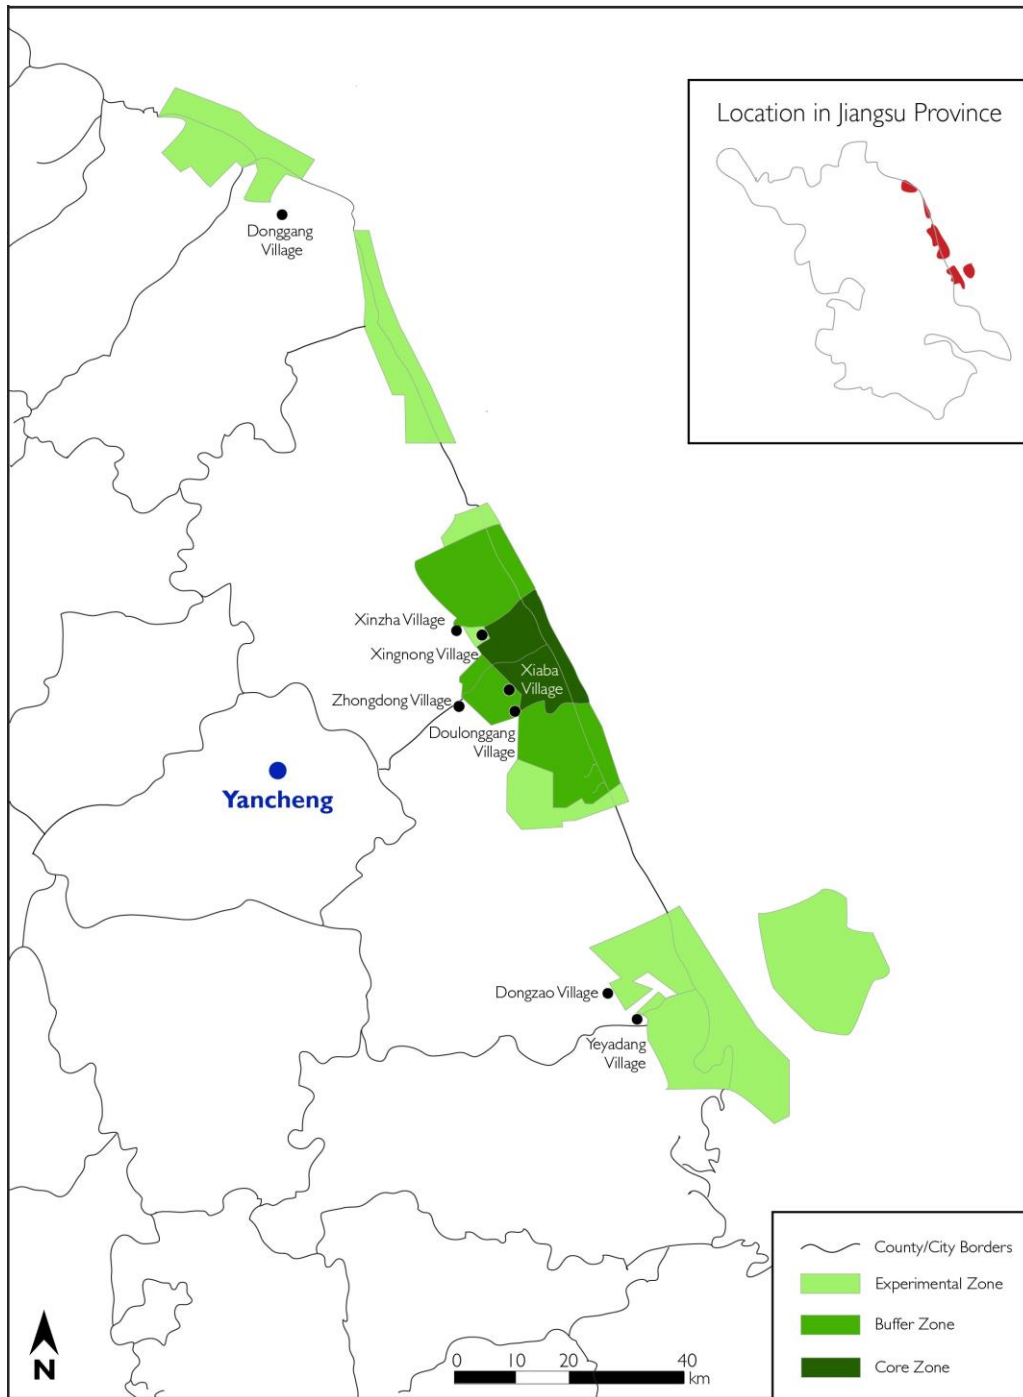 Location in Jiangsu Province
Donggang
Village
Xinzha Village
Xingnong Village
Xiaba
Village
Zhongdong Village
Doulonggang
Village
Yancheng
Dongzao Village
Yeyadang
Village
County/City Borders
Experimental Zone
Buffer Zone
Core Zone
N
0 10 20 40
km